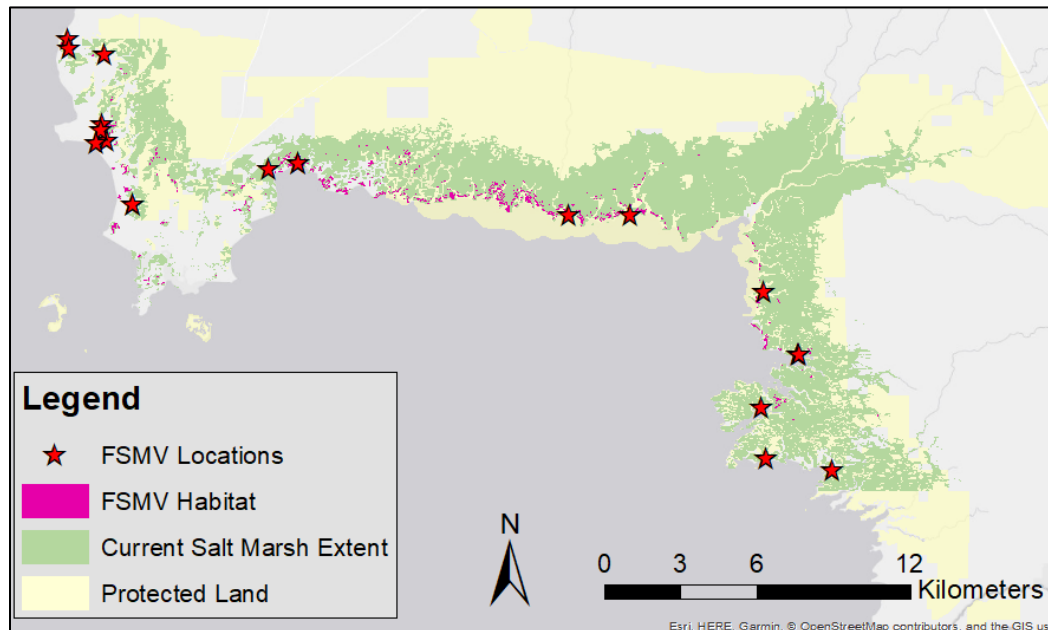 Legend
FSMV Locations
FSMV Habitat
Current Salt Marsh Extent
Protected Land
N
0 3 6 12
Kilometers
Esri, HERE, Garmin, © OpenStreetMap contributors, and the GIS us